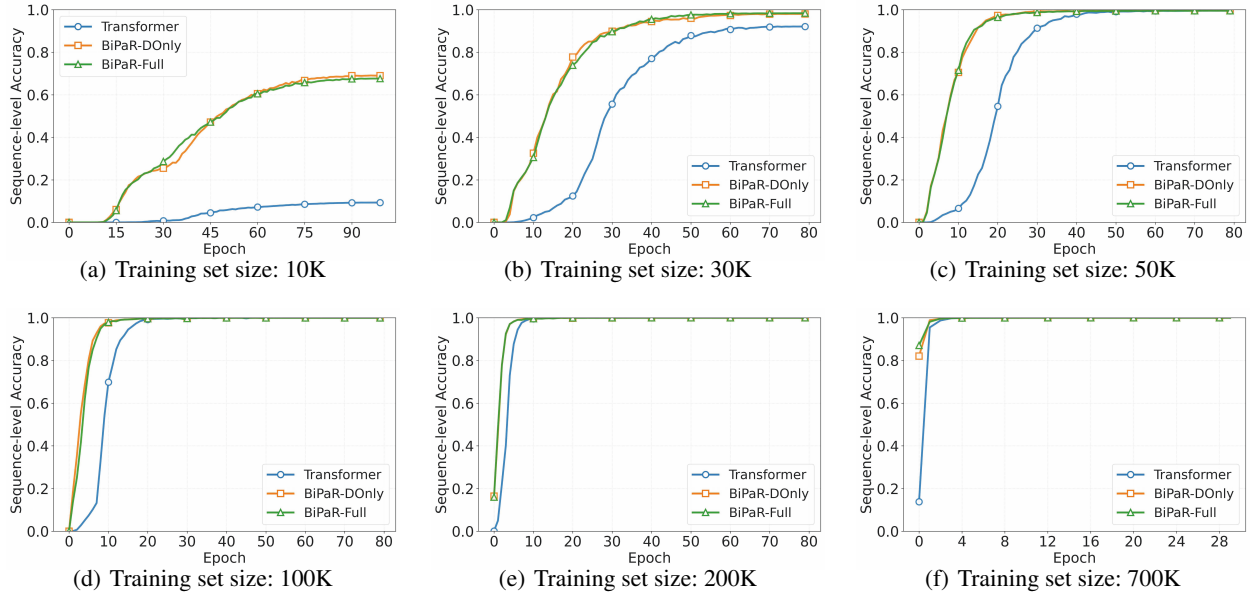 1.0
0.8
0.6
0.4
0.2
0.0
Sequence-level Accuracy
Transformer
BiPaR-DOnly
BiPaR-Full
0 15 30 45 60 75 90
Epoch
(a) Training set size: 10K
1.0
0.8
0.6
0.4
0.2
0.0
Sequence-level Accuracy
Transformer
BiPaR-DOnly
BiPaR-Full
0 10 20 30 40 50 60 70 80
Epoch
(b) Training set size: 30K
1.0
0.8
0.6
0.4
0.2
0.0
Sequence-level Accuracy
Transformer
BiPaR-DOnly
BiPaR-Full
0 10 20 30 40 50 60 70 80
Epoch
(c) Training set size: 50K
1.0
0.8
0.6
0.4
0.2
0.0
Sequence-level Accuracy
Transformer
BiPaR-DOnly
BiPaR-Full
0 10 20 30 40 50 60 70 80
Epoch
(d) Training set size: 100K
1.0
0.8
0.6
0.4
0.2
0.0
Sequence-level Accuracy
Transformer
BiPaR-DOnly
BiPaR-Full
0 10 20 30 40 50 60 70 80
Epoch
(e) Training set size: 200K
1.0
0.8
0.6
0.4
0.2
0.0
Sequence-level Accuracy
Transformer
BiPaR-DOnly
BiPaR-Full
0 4 8 12 16 20 24 28
Epoch
(f) Training set size: 700K